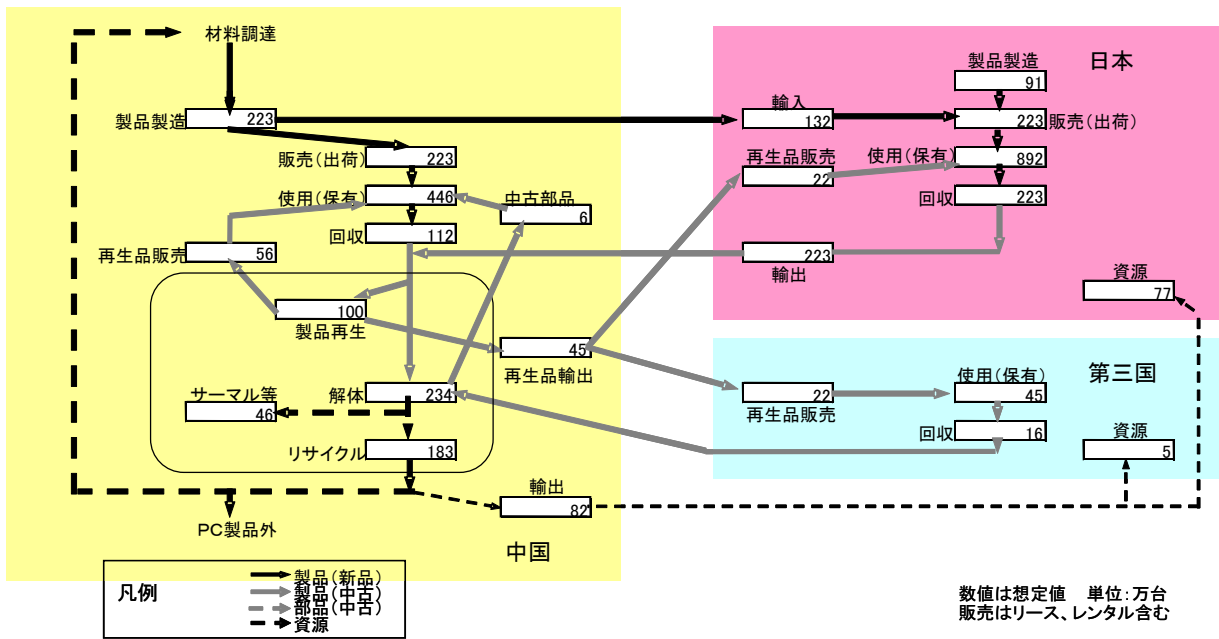 材料調達
製品製造
223
販売(出荷)
223
使用(保有)
446
中古部品
6
回収
112
再生品販売
56
100
製品再生
45
再生品輸出
サーマル等
46
解体
234
リサイクル
183
輸出
82
PC製品外
中国
日本
製品製造
91
輸入
132
223
販売(出荷)
再生品販売
22
使用(保有)
892
回収
223
223
輸出
資源
77
第三国
22
再生品販売
使用(保有)
45
回収
16
資源
5
凡例
製品(新品)
製品(中古)
部品(中古)
資源
数値は想定値 単位:万台
販売はリース、レンタル含む